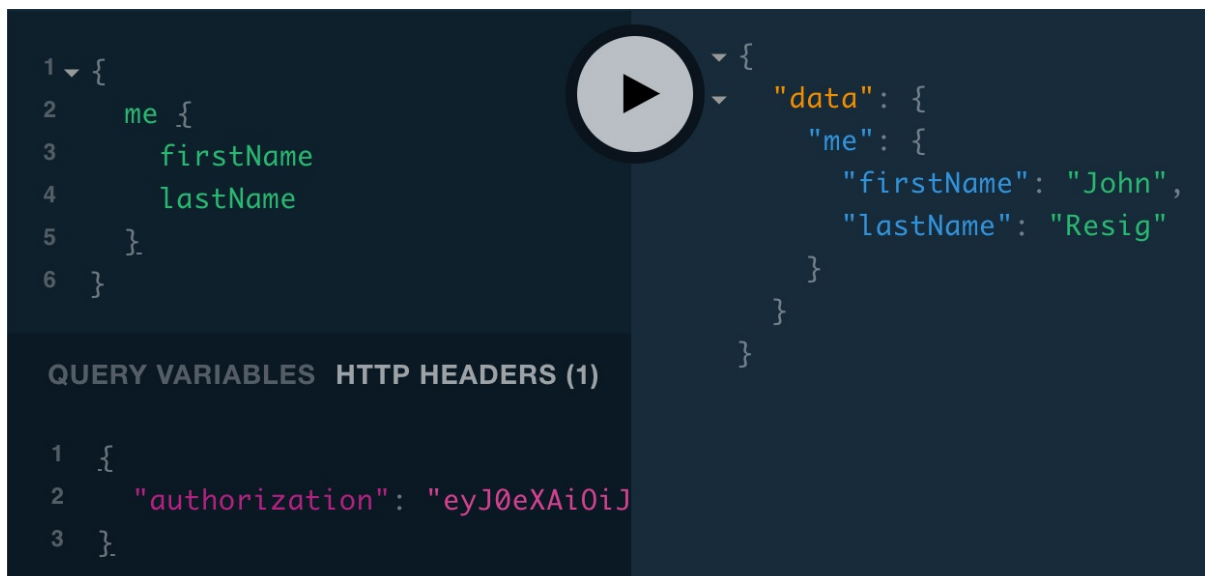 1 {
2 me {
3 firstName
4 lastName
5 }
6 }
QUERY VARIABLES HTTP HEADERS (1)
1 {
2 "authorization": "eyJ0eXAiOiJ
3 }
{
"data": {
"me": {
"firstName": "John",
"lastName": "Resig"
}
}
}